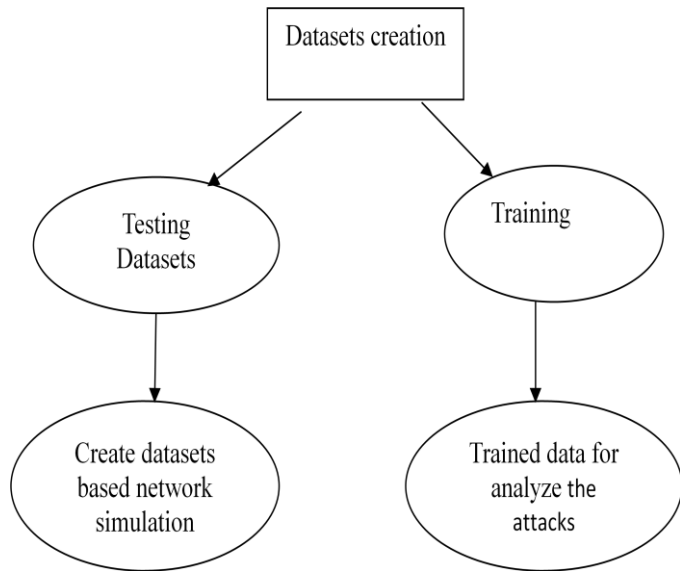 Datasets creation
Testing
Datasets
Training
Create datasets
based network
simulation
Trained data for
analyze the
attacks